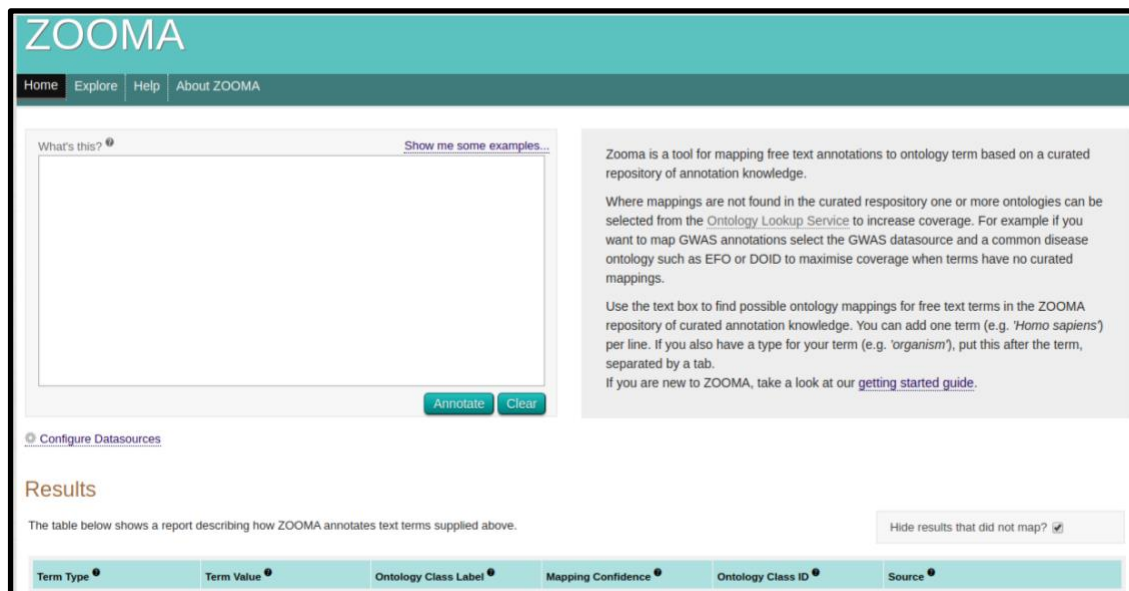 ZOOMA
Home Explore Help About ZOOMA
What's this? Show me some examples...
Annotate Clear
Configure Datasources
Zooma is a tool for mapping free text annotations to ontology term based on a curated
repository of annotation knowledge.
Where mappings are not found in the curated respository one or more ontologies can be
selected from the Ontology Lookup Service to increase coverage. For example if you
want to map GWAS annotations select the GWAS datasource and a common disease
ontology such as EFO or DOID to maximise coverage when terms have no curated
mappings.
Use the text box to find possible ontology mappings for free text terms in the ZOOMA
repository of curated annotation knowledge. You can add one term (e.g. 'Homo sapiens')
per line. If you also have a type for your term (e.g. 'organism'), put this after the term,
separated by a tab.
If you are new to ZOOMA, take a look at our getting started guide.
Results
The table below shows a report describing how ZOOMA annotates text terms supplied above.
Hide results that did not map?
Term Type Term Value Ontology Class Label Mapping Confidence Ontology Class ID Source